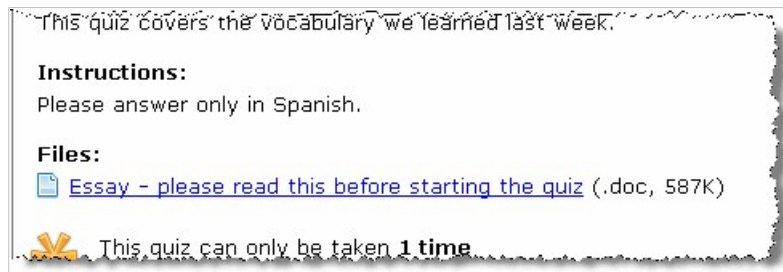 This quiz covers the vocabulary we learned last week.
Instructions:
Please answer only in Spanish.
Files:
Essay - please read this before starting the quiz (.doc, 587K)
This quiz can only be taken 1 time